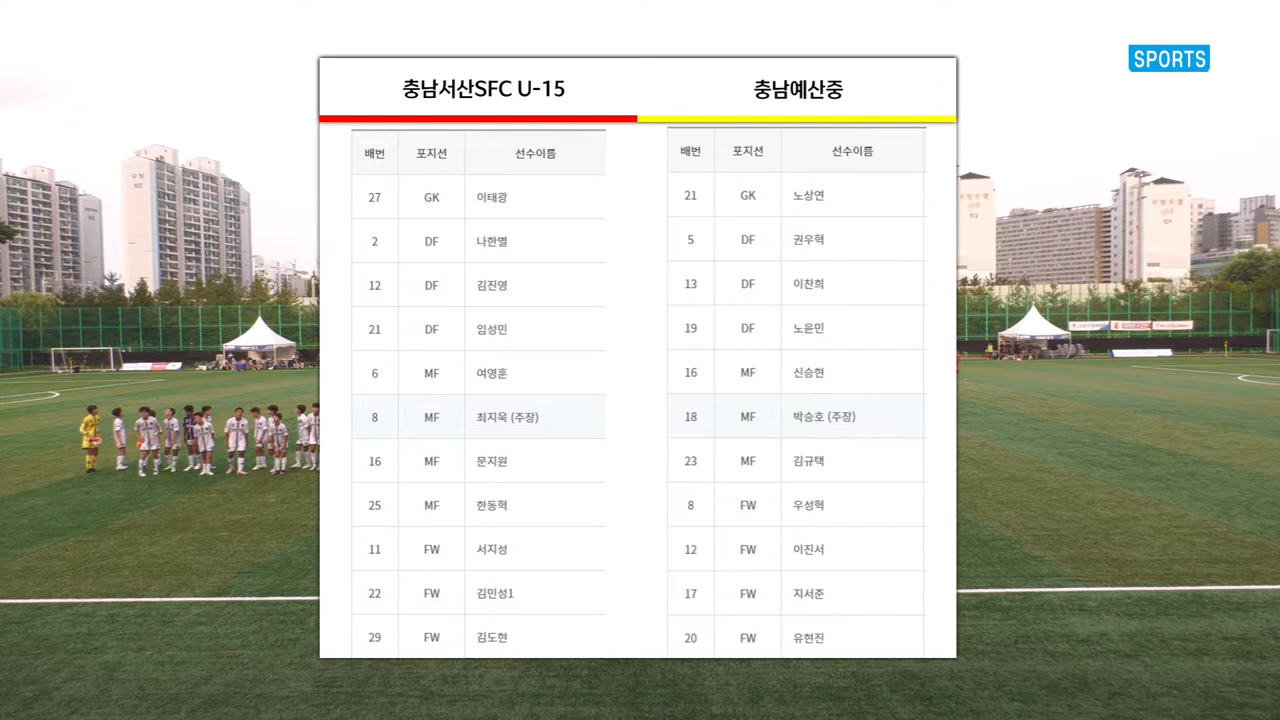 SPORTS
충남서산SFC U-15
배번 포지션 선수이름
27 GK 이태광
2 DF 나한별
12 DF 김진영
21 DF 임성민
6 MF 여영훈
8 MF 최지욱 (주장)
16 MF 문지원
25 MF 한동혁
11 FW 서지성
22 FW 김민성1
29 FW 김도현
충남예산중
배번 포지션 선수이름
21 GK 노상연
5 DF 권우혁
13 DF 이찬희
19 DF 노윤민
16 MF 신승현
18 MF 박승호 (주장)
23 MF 김규택
8 FW 우성혁
12 FW 이진서
17 FW 지서준
20 FW 유현진
102
102
101